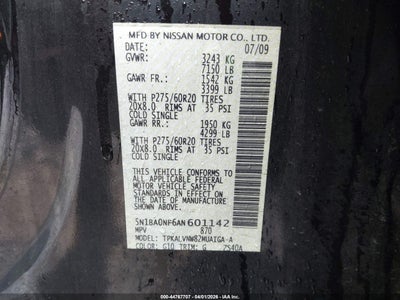 MFD BY NISSAN MOTOR CO., LTD.
DATE: 07/09
GVWR: 3243 KG
7150 LB
GAWR FR.: 1542 KG
3399 LB
WITH P275/60R20 TIRES
20X8.0 RIMS AT 35 PSI
COLD SINGLE
GAWR RR.: 1950 KG
4299 LB
WITH P275/60R20 TIRES
20X8.0 RIMS AT 35 PSI
COLD SINGLE
THIS VEHICLE CONFORMS TO ALL
APPLICABLE U.S. FEDERAL
MOTOR VEHICLE SAFETY STANDARDS
IN EFFECT ON THE DATE OF
MANUFACTURE SHOWN ABOVE.
5N18A0NF6AN601142
MPV 870
MODEL: TPKALVNW82MUAIGA-A
COLOR: G10 TRIM: G 7540A
ID: 44767707 - 04/01/2026 - © IAA, Inc.